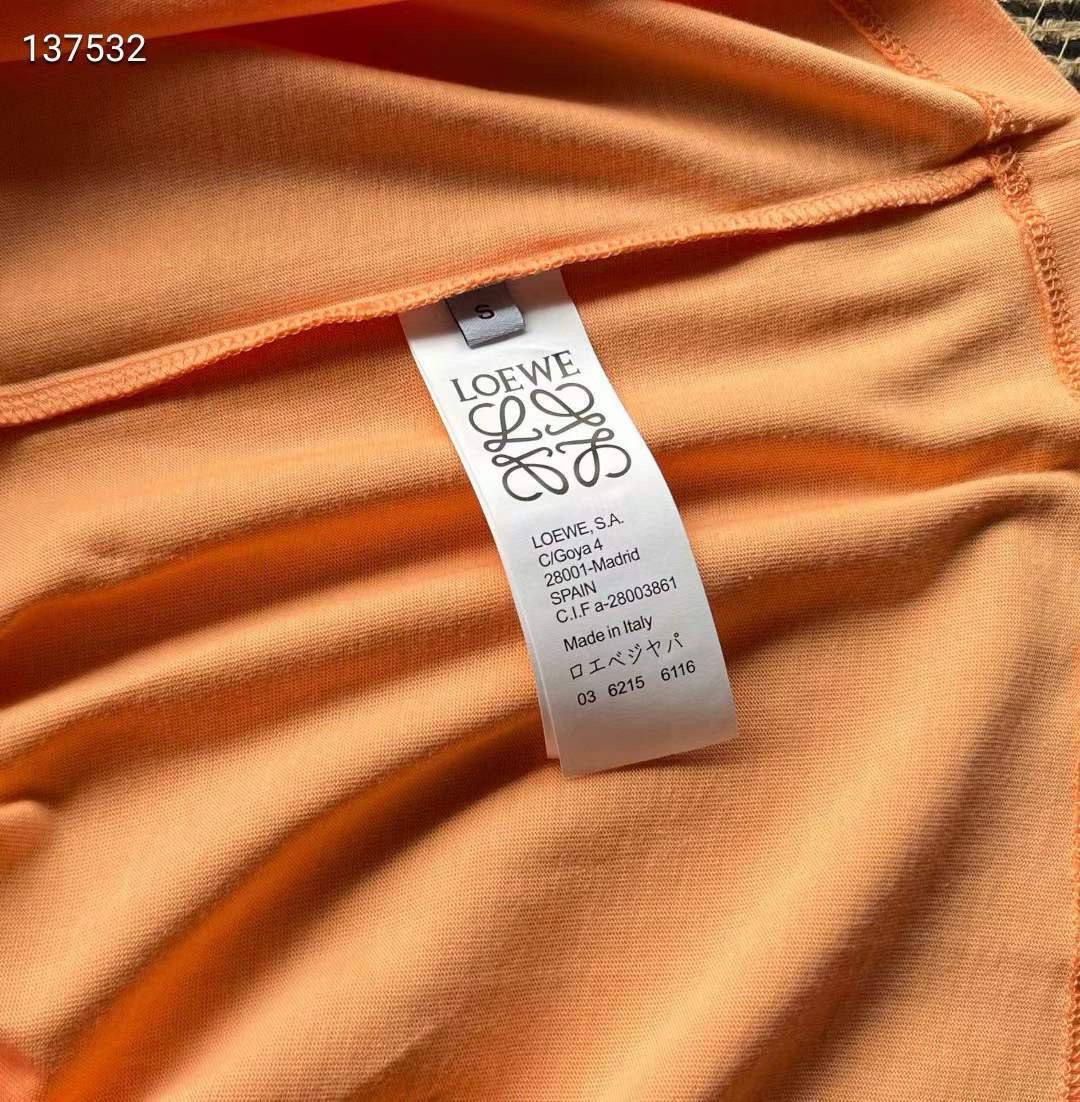 137532
S
LOEWE
LOEWE, S.A.
C/Goya 4
28001-Madrid
SPAIN
C.I.F a-28003861
Made in Italy
ロエベジヤパ
03 6215 6116